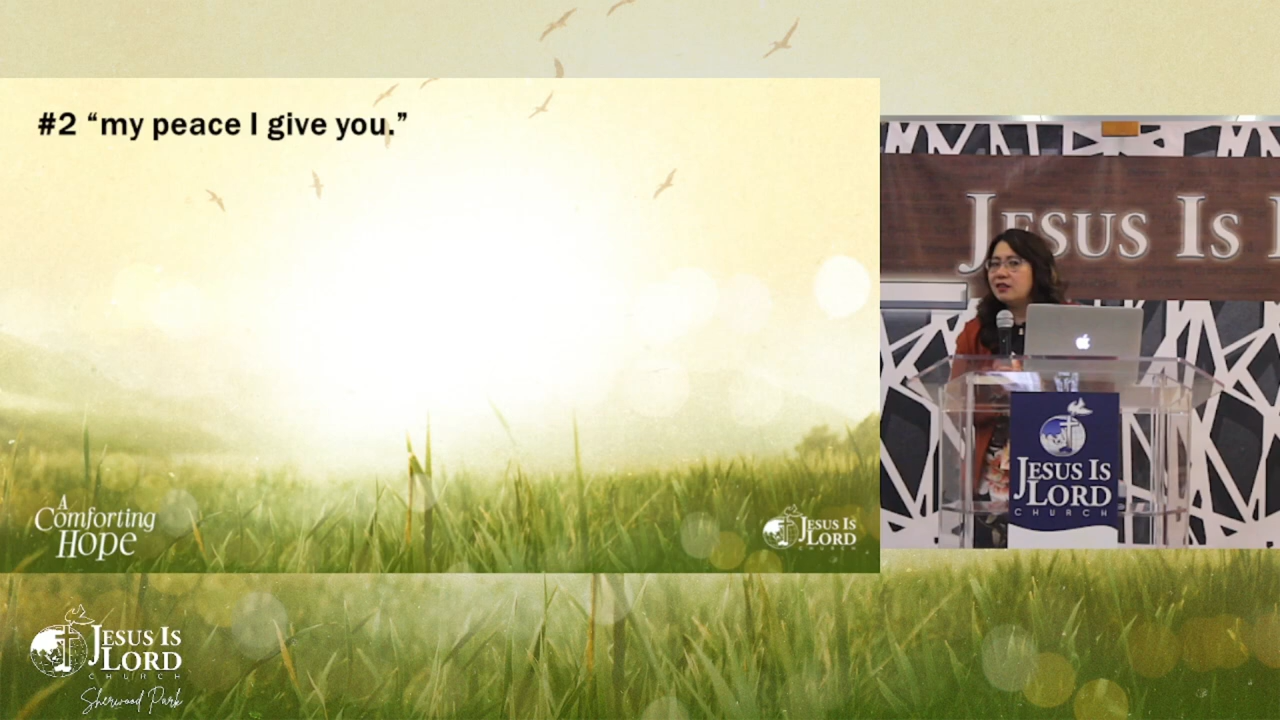 #2 “my peace I give you.”
A
Comforting
Hope
JESUS IS
LORD
CHURCH
JESUS IS
JESUS IS
LORD
CHURCH
JESUS IS
LORD
CHURCH
Sherwood Park